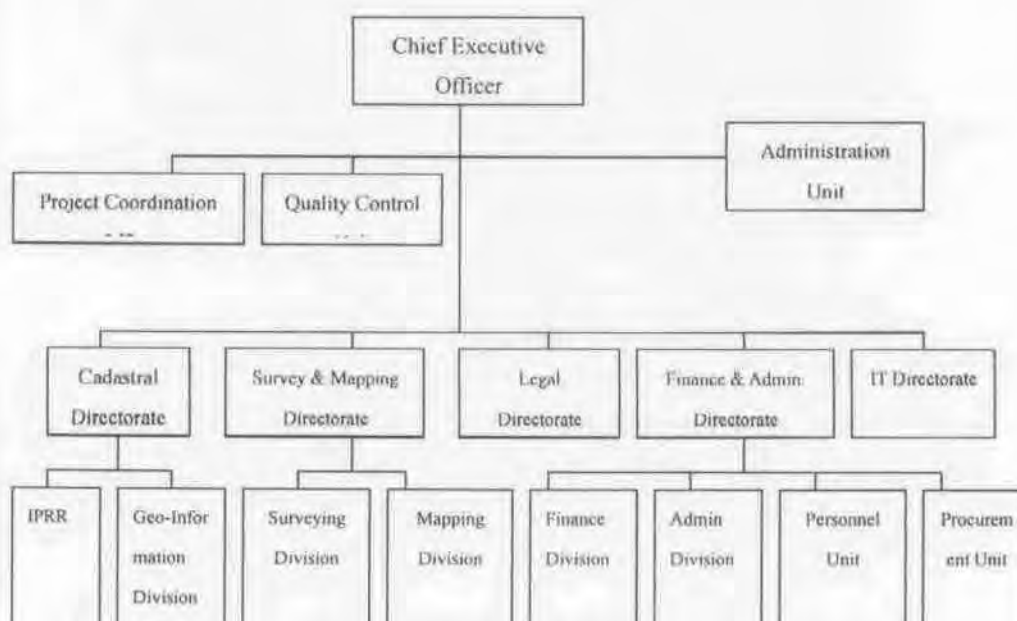 Chief Executive
Officer
Administration
Unit
Project Coordination
Quality Control
Cadastral
Directorate
Survey & Mapping
Directorate
Legal
Directorate
Finance & Admin.
Directorate
IT Directorate
IPRR
Geo-Infor
mation
Division
Surveying
Division
Mapping
Division
Finance
Division
Admin
Division
Personnel
Unit
Procurem
ent Unit